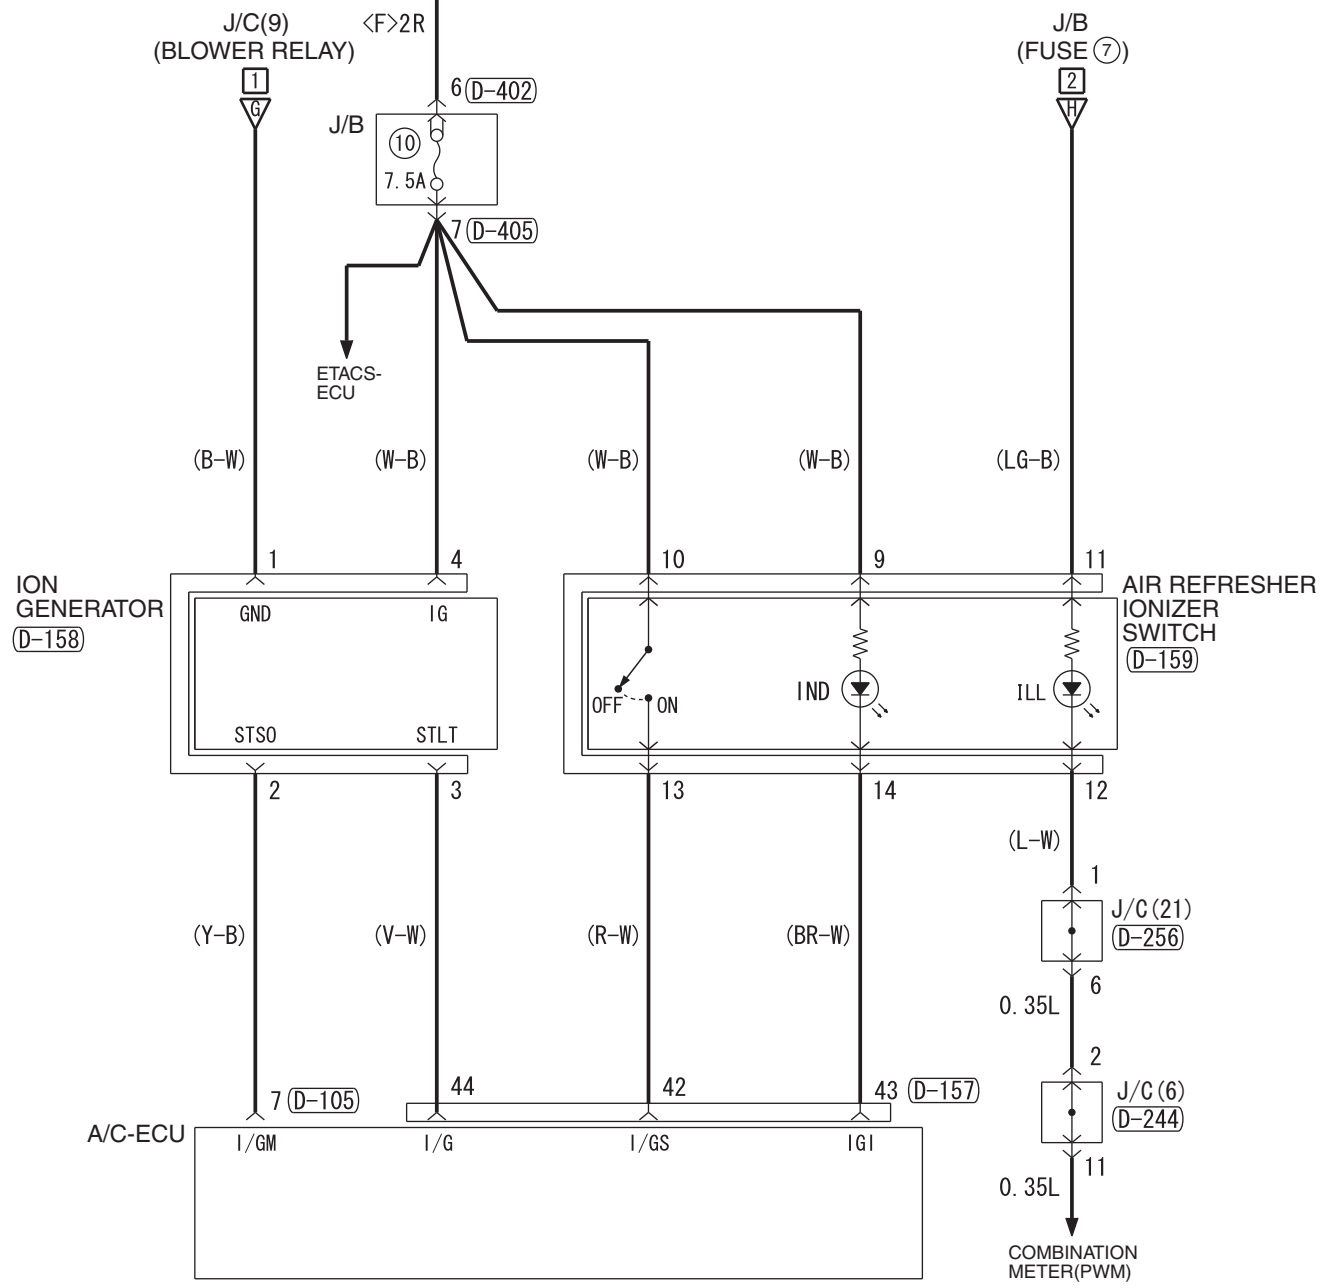 J/C(9)
(BLOWER RELAY)
1
G
<F>2R
6 (D-402)
J/B
10
7.5A
7 (D-405)
J/B
(FUSE 7)
2
H
ETACS-
ECU
(B-W)
(W-B)
(W-B)
(W-B)
(LG-B)
1
4
10
9
11
ION
GENERATOR
(D-158)
GND
IG
STSO
STLT
OFF
ON
IND
ILL
AIR REFRESHER
IONIZER
SWITCH
(D-159)
2
3
13
14
12
(L-W)
1
J/C(21)
(D-256)
6
(Y-B)
(V-W)
(R-W)
(BR-W)
0.35L
2
J/C(6)
(D-244)
11
0.35L
7 (D-105)
44
42
43 (D-157)
A/C-ECU
I/GM
I/G
I/GS
IGI
COMBINATION
METER(PWM)